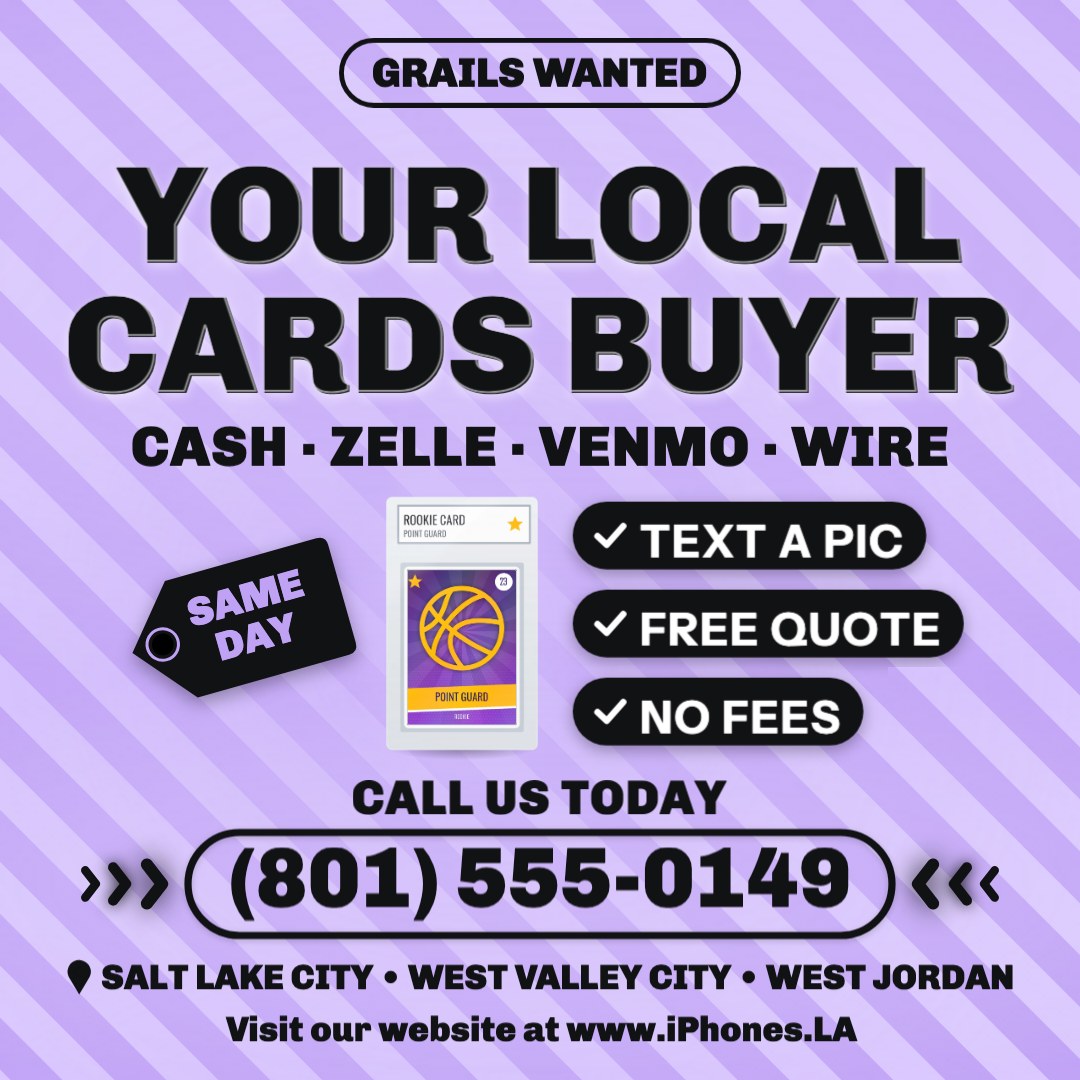 GRAILS WANTED
YOUR LOCAL
CARDS BUYER
CASH · ZELLE · VENMO · WIRE
SAME
DAY
ROOKIE CARD
POINT GUARD
23
POINT GUARD
ROOKIE
TEXT A PIC
FREE QUOTE
NO FEES
CALL US TODAY
(801) 555-0149
SALT LAKE CITY • WEST VALLEY CITY • WEST JORDAN
Visit our website at www.iPhones.LA